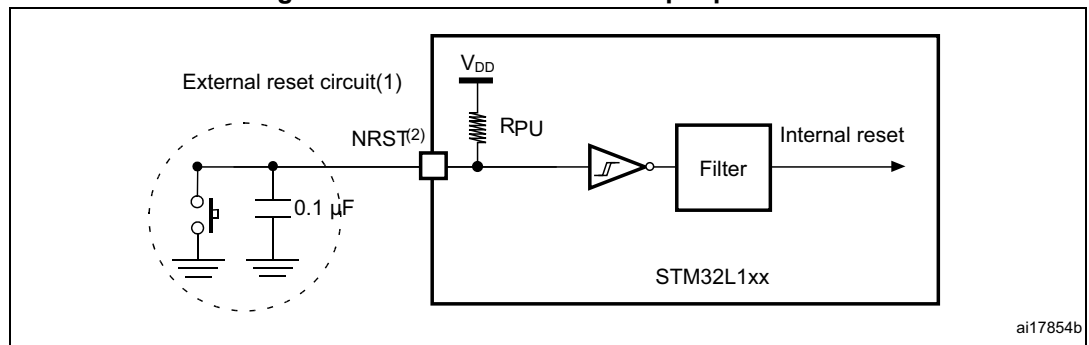 External reset circuit(1)
VDD
NRST(2)
RPU
Internal reset
Filter
0.1 µF
STM32L1xx
ai17854b